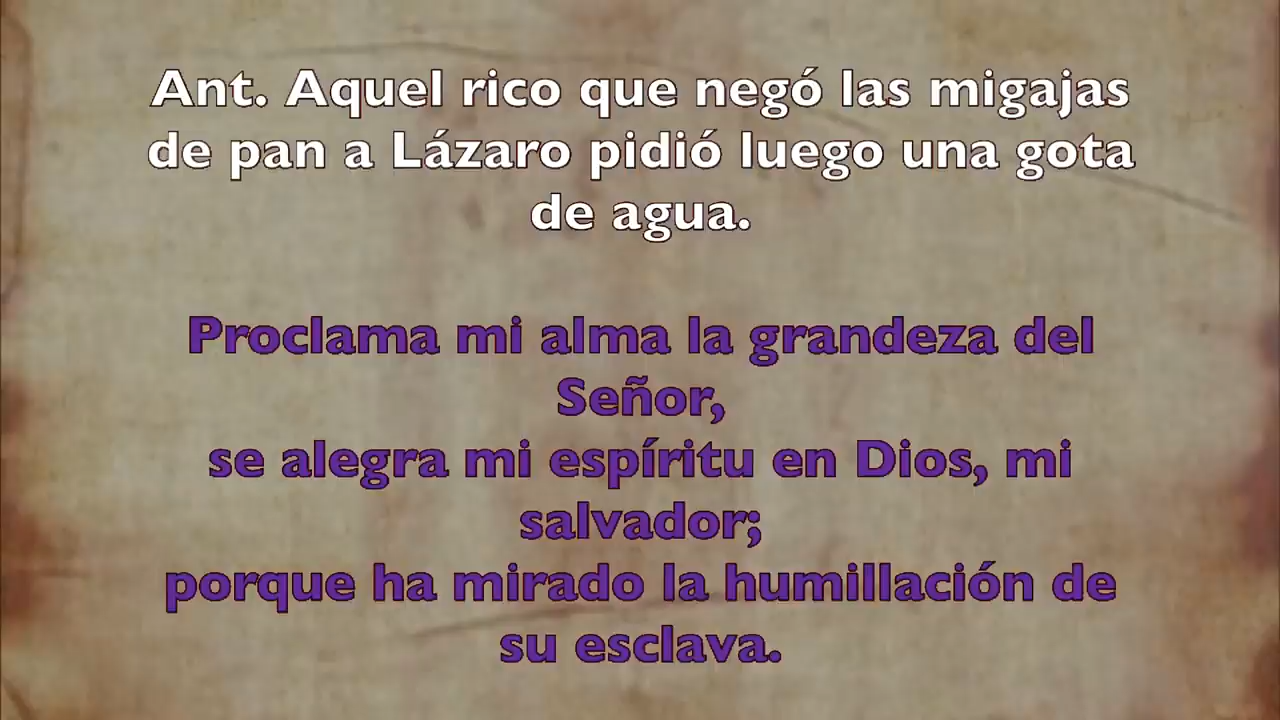 Ant. Aquel rico que negó las migajas
de pan a Lázaro pidió luego una gota
de agua.
Proclama mi alma la grandeza del
Señor,
se alegra mi espíritu en Dios, mi
salvador;
porque ha mirado la humillación de
su esclava.